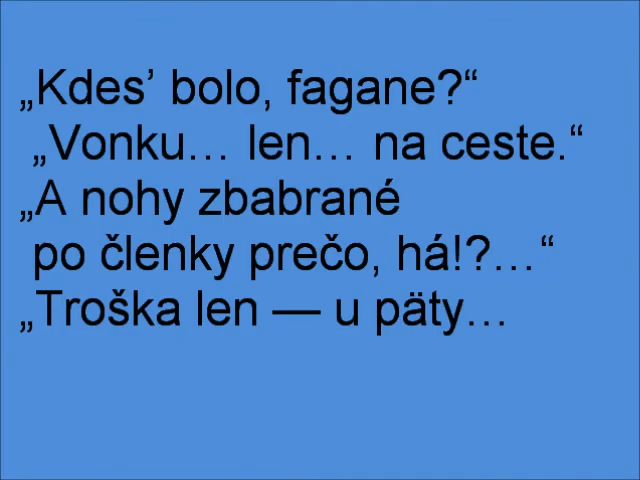 „Kdes’ bolo, fagane?“
„Vonku… len… na ceste.“
„A nohy zbabrané
po členky prečo, há!?…“
„Troška len — u päty…